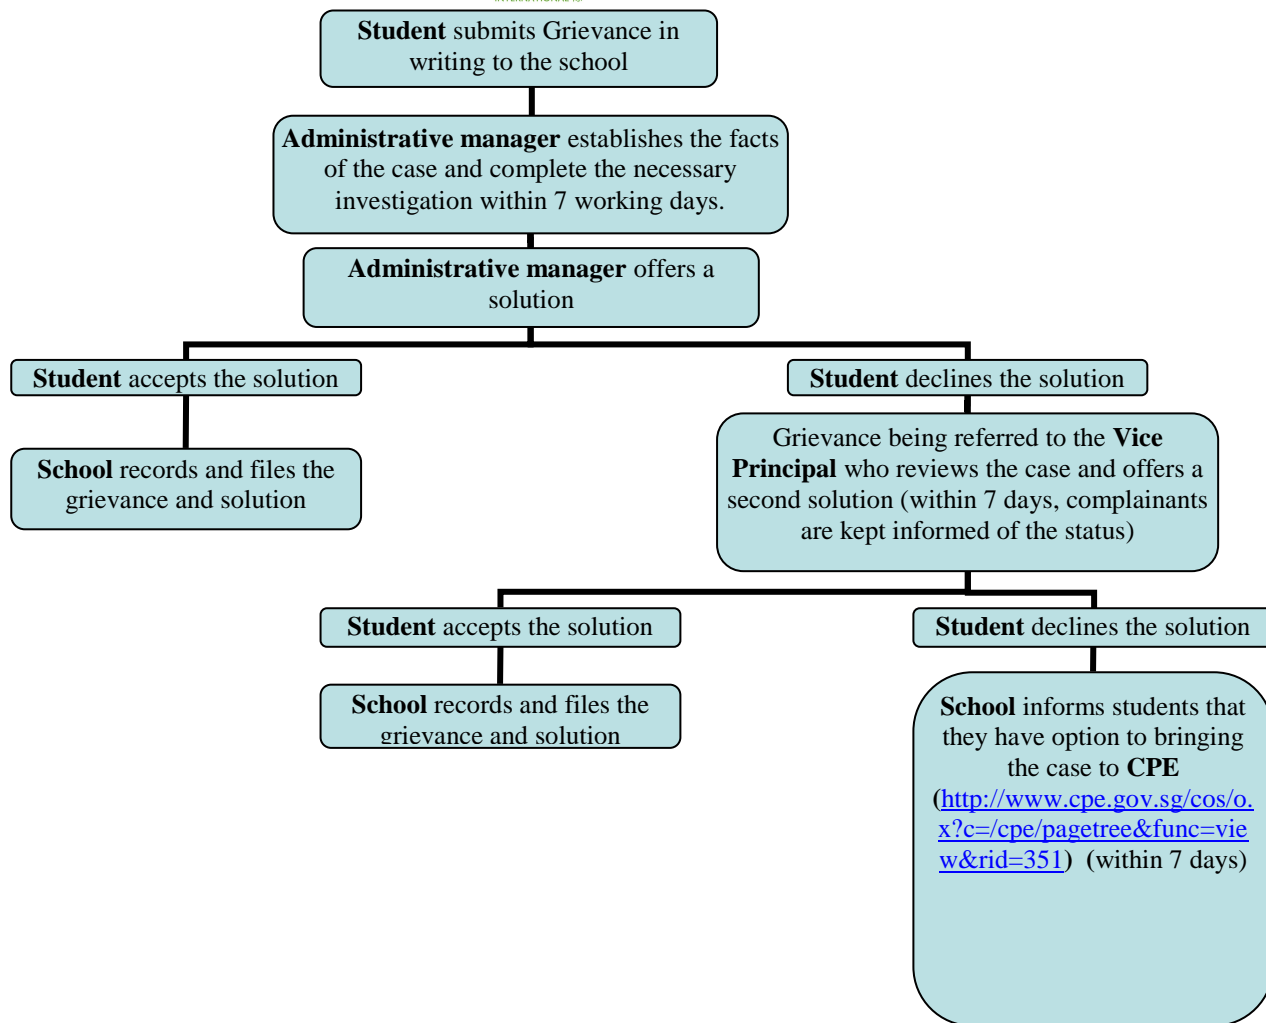 Student submits Grievance in
writing to the school
Administrative manager establishes the facts
of the case and complete the necessary
investigation within 7 working days.
Administrative manager offers a
solution
Student accepts the solution
Student declines the solution
School records and files the
grievance and solution
Grievance being referred to the Vice
Principal who reviews the case and offers a
second solution (within 7 days, complainants
are kept informed of the status)
Student accepts the solution
Student declines the solution
School records and files the
grievance and solution
School informs students that
they have option to bringing
the case to CPE
(http://www.cpe.gov.sg/cos/o.
x?c=/cpe/pagetree&func=vie
w&rid=351) (within 7 days)